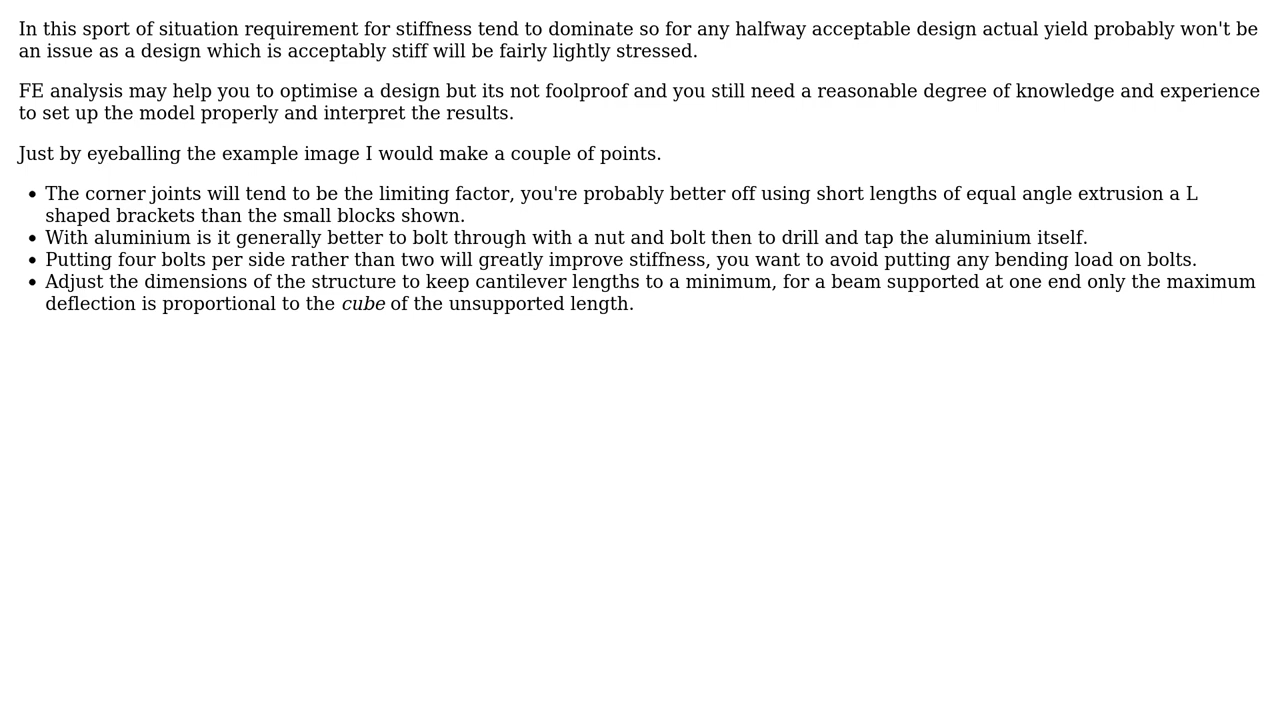 In this sport of situation requirement for stiffness tend to dominate so for any halfway acceptable design actual yield probably won't be
an issue as a design which is acceptably stiff will be fairly lightly stressed.
FE analysis may help you to optimise a design but its not foolproof and you still need a reasonable degree of knowledge and experience
to set up the model properly and interpret the results.
Just by eyeballing the example image I would make a couple of points.
• The corner joints will tend to be the limiting factor, you're probably better off using short lengths of equal angle extrusion a L
shaped brackets than the small blocks shown.
• With aluminium is it generally better to bolt through with a nut and bolt then to drill and tap the aluminium itself.
• Putting four bolts per side rather than two will greatly improve stiffness, you want to avoid putting any bending load on bolts.
• Adjust the dimensions of the structure to keep cantilever lengths to a minimum, for a beam supported at one end only the maximum
deflection is proportional to the cube of the unsupported length.